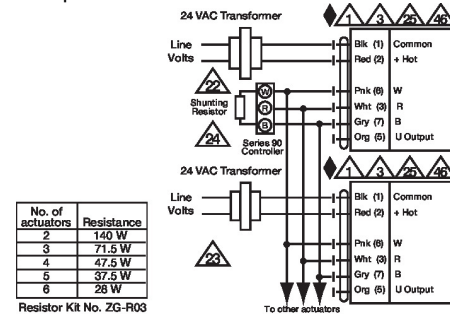 24 VAC Transformer
1 3 25 46
Line
Volts
Blk (1) Common
Red (2) + Hot
22
Shunting
Resistor
W
R
B
Pnk (6) W
Wht (3) R
Gry (7) B
Org (5) U Output
24
Series 90
Controller
24 VAC Transformer
1 3 25 46
Line
Volts
Blk (1) Common
Red (2) + Hot
23
Pnk (6) W
Wht (3) R
Gry (7) B
Org (5) U Output
To other actuators
No. of
actuators Resistance
2 140 W
3 71.5 W
4 47.5 W
5 37.5 W
6 28 W
Resistor Kit No. ZG-R03